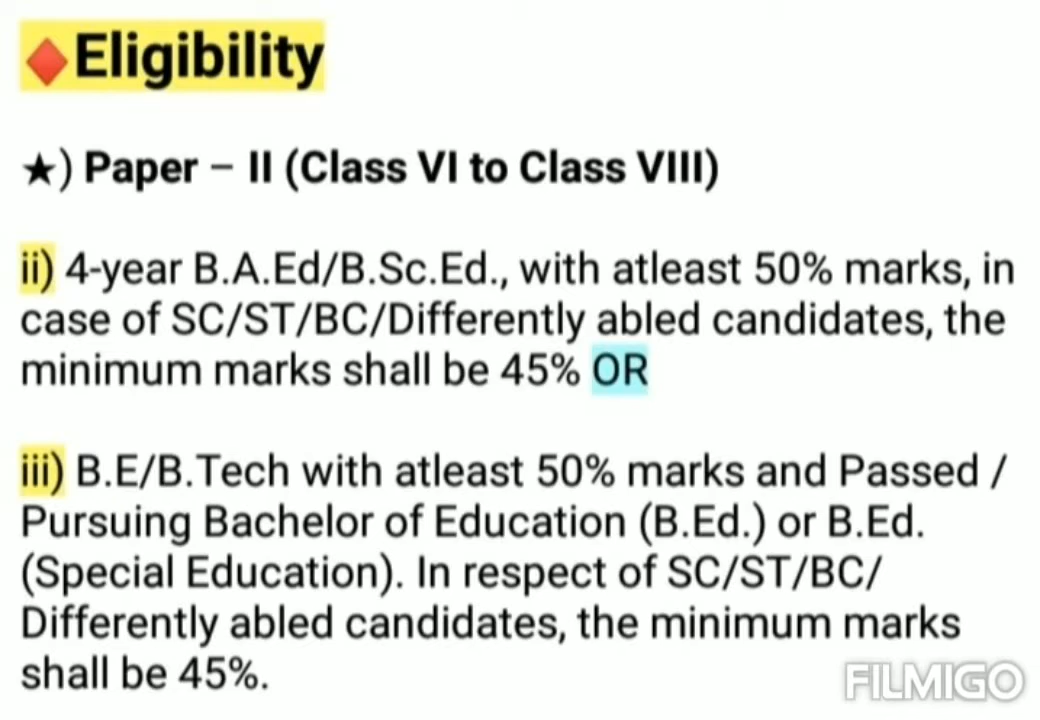 ♦Eligibility
★) Paper – II (Class VI to Class VIII)
ii) 4-year B.A.Ed/B.Sc.Ed., with atleast 50% marks, in
case of SC/ST/BC/Differently abled candidates, the
minimum marks shall be 45% OR
iii) B.E/B.Tech with atleast 50% marks and Passed /
Pursuing Bachelor of Education (B.Ed.) or B.Ed.
(Special Education). In respect of SC/ST/BC/
Differently abled candidates, the minimum marks
shall be 45%.
FILMIGO